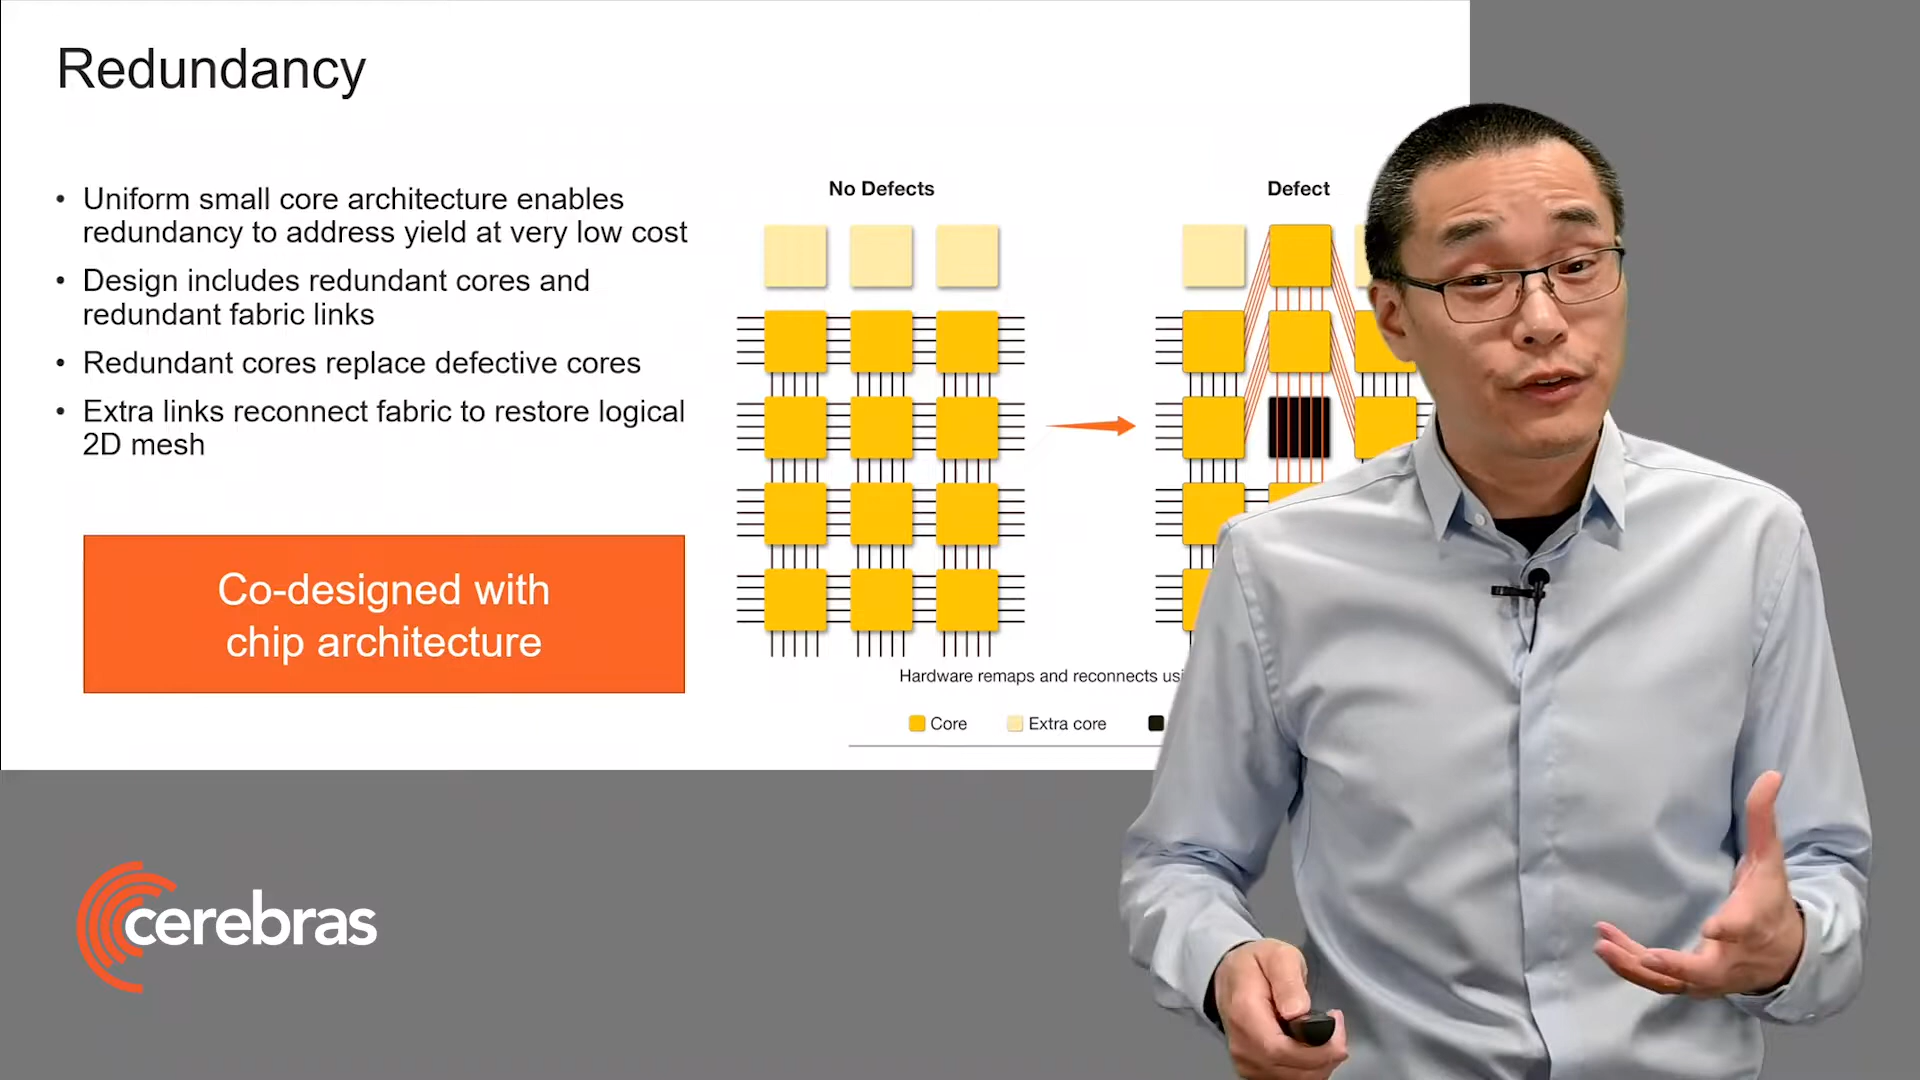 Redundancy
• Uniform small core architecture enables
redundancy to address yield at very low cost
• Design includes redundant cores and
redundant fabric links
• Redundant cores replace defective cores
• Extra links reconnect fabric to restore logical
2D mesh
Co-designed with
chip architecture
No Defects
Defect
Hardware remaps and reconnects
Core
Extra core
cerebras